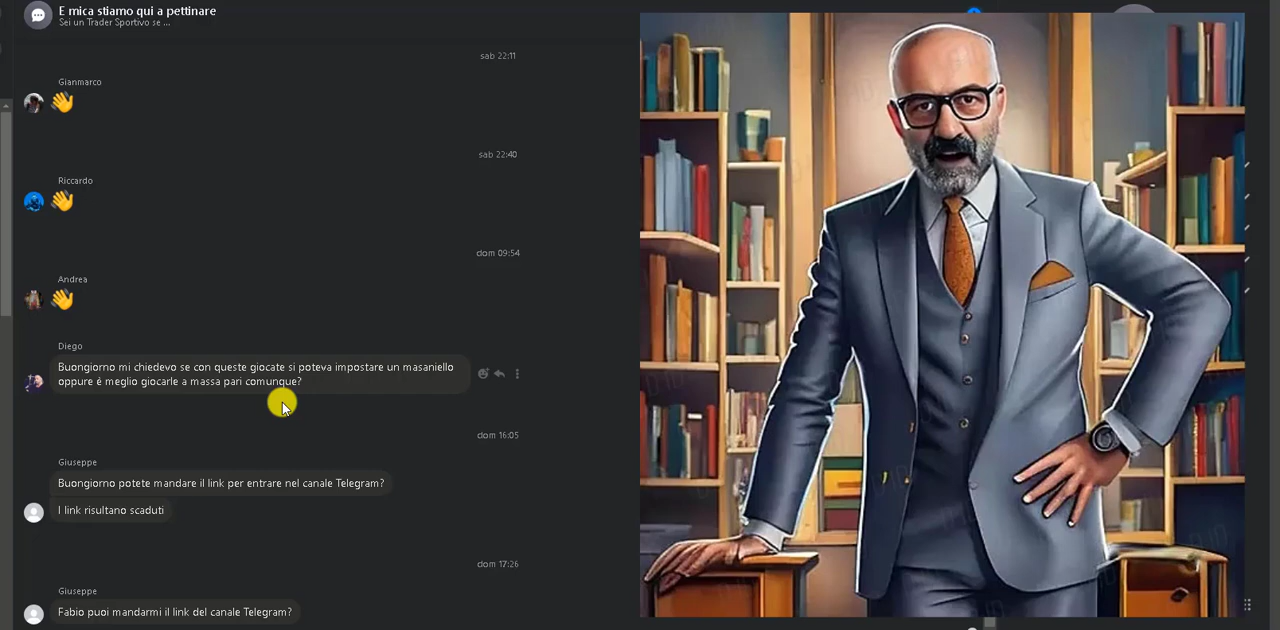 E mica stiamo qui a pettinare
Sei un Trader Sportivo se ...
sab 22:11
Gianmarco
sab 22:40
Riccardo
dom 09:54
Andrea
Diego
Buongiorno mi chiedevo se con queste giocate si poteva impostare un masaniello
oppure è meglio giocarle a massa pari comunque?
dom 16:05
Giuseppe
Buongiorno potete mandare il link per entrare nel canale Telegram?
I link risultano scaduti
dom 17:26
Giuseppe
Fabio puoi mandarmi il link del canale Telegram?